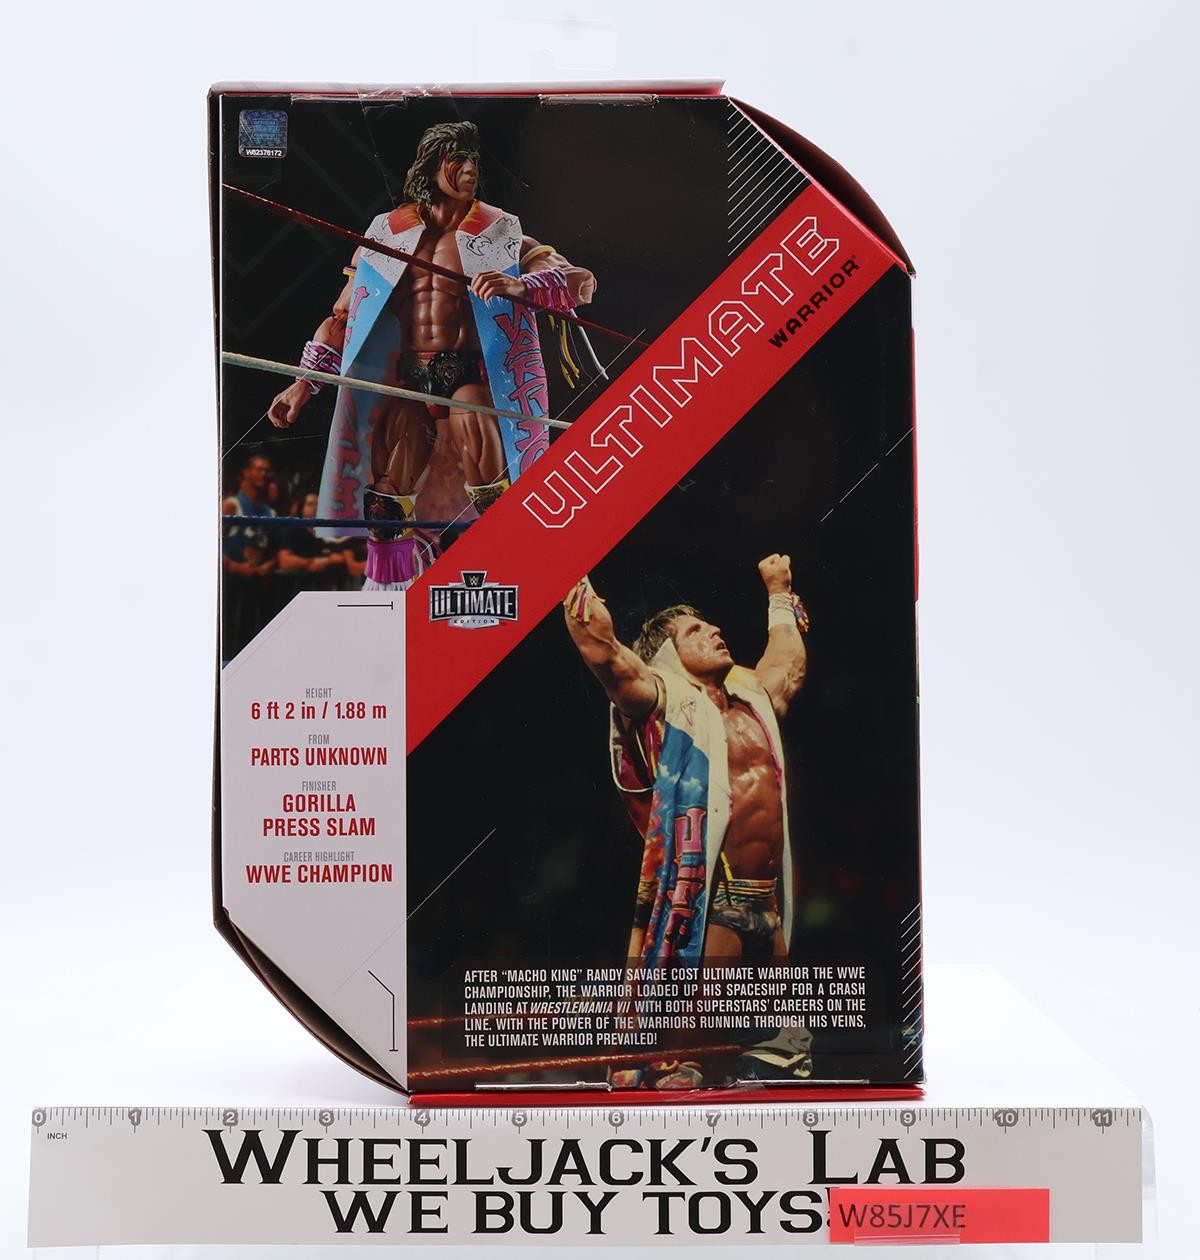 W82376172
ULTIMATE
WARRIOR®
W
ULTIMATE
EDITION
HEIGHT
6 ft 2 in / 1.88 m
FROM
PARTS UNKNOWN
FINISHER
GORILLA
PRESS SLAM
CAREER HIGHLIGHT
WWE CHAMPION
AFTER “MACHO KING” RANDY SAVAGE COST ULTIMATE WARRIOR THE WWE
CHAMPIONSHIP, THE WARRIOR LOADED UP HIS SPACESHIP FOR A CRASH
LANDING AT WRESTLEMANIA VII WITH BOTH SUPERSTARS’ CAREERS ON THE
LINE. WITH THE POWER OF THE WARRIORS RUNNING THROUGH HIS VEINS,
THE ULTIMATE WARRIOR PREVAILED!
0 1 2 3 4 5 6 7 8 9 10 11
INCH
WHEELJACK'S LAB
WE BUY TOYS!
W85J7XE